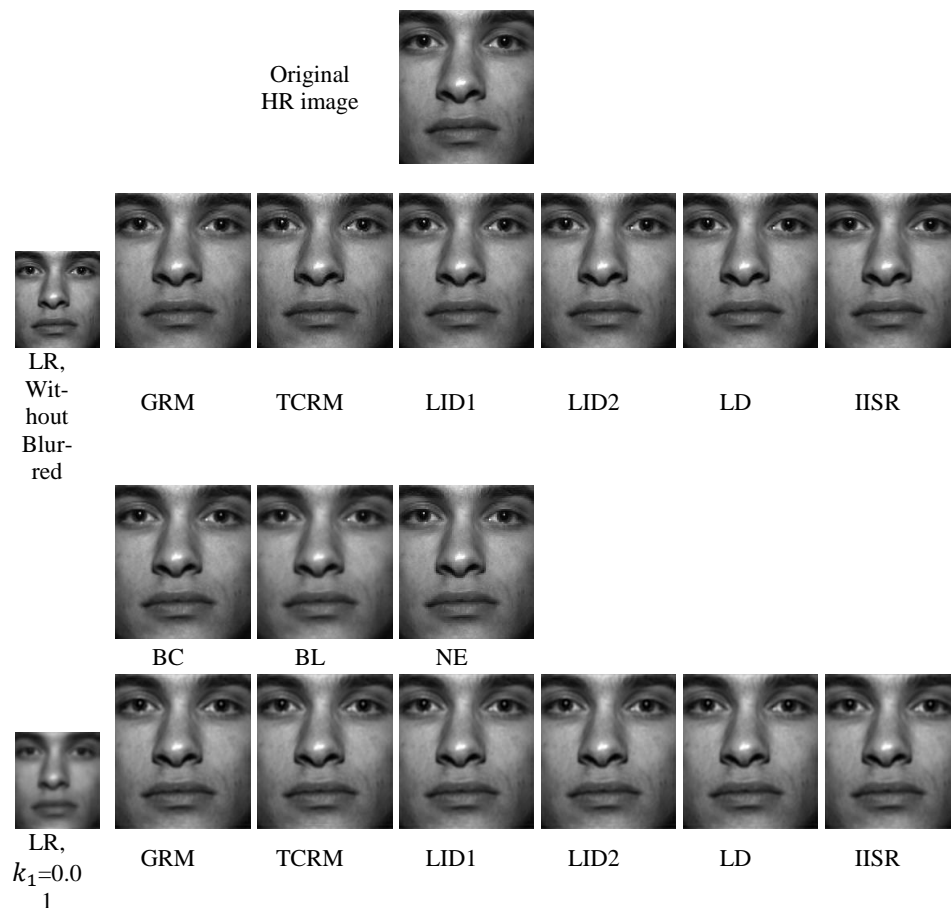 Original
HR image
LR,
Wit-
hout
Blur-
red
GRM TCRM LID1 LID2 LD IISR
BC BL NE
LR,
k₁=0.0
1
GRM TCRM LID1 LID2 LD IISR